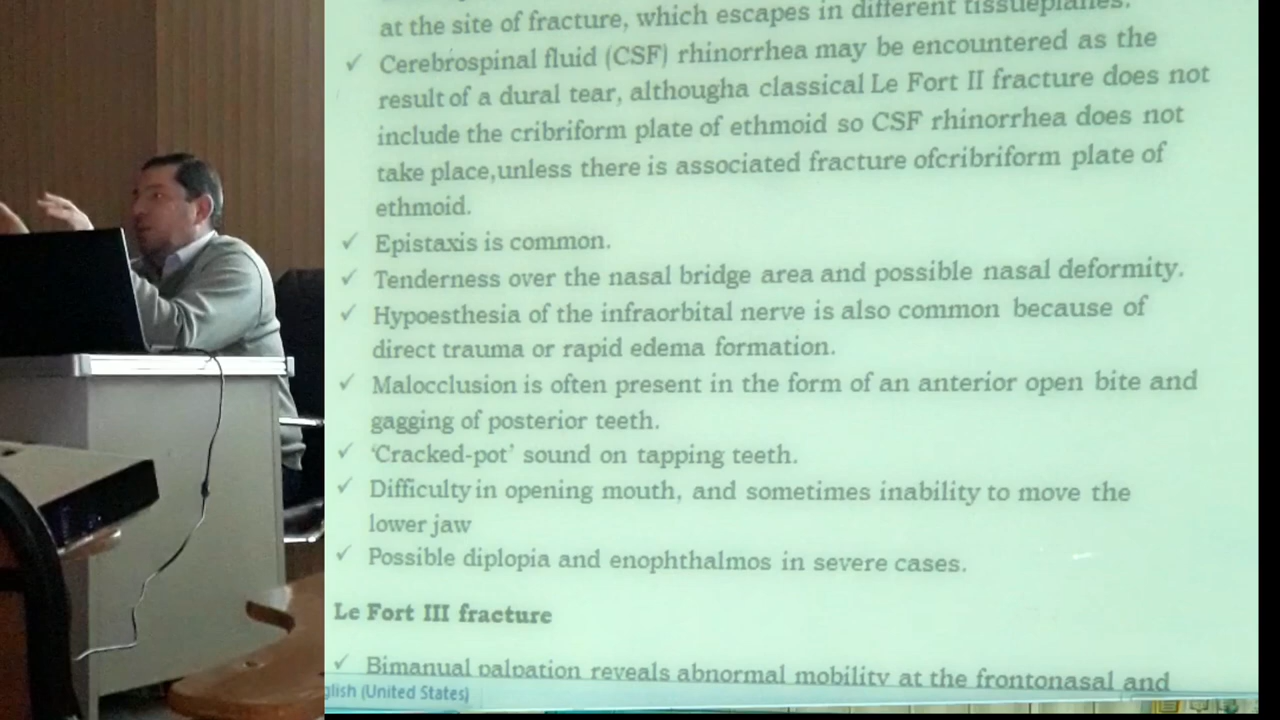 at the site of fracture, which escapes in different tissueplanes.
✓ Cerebrospinal fluid (CSF) rhinorrhea may be encountered as the
result of a dural tear, althougha classical Le Fort II fracture does not
include the cribriform plate of ethmoid so CSF rhinorrhea does not
take place,unless there is associated fracture ofcribriform plate of
ethmoid.
✓ Epistaxis is common.
✓ Tenderness over the nasal bridge area and possible nasal deformity.
✓ Hypoesthesia of the infraorbital nerve is also common because of
direct trauma or rapid edema formation.
✓ Malocclusion is often present in the form of an anterior open bite and
gagging of posterior teeth.
✓ ‘Cracked-pot’ sound on tapping teeth.
✓ Difficulty in opening mouth, and sometimes inability to move the
lower jaw
✓ Possible diplopia and enophthalmos in severe cases.
Le Fort III fracture
✓ Bimanual palpation reveals abnormal mobility at the frontonasal and
glish (United States)